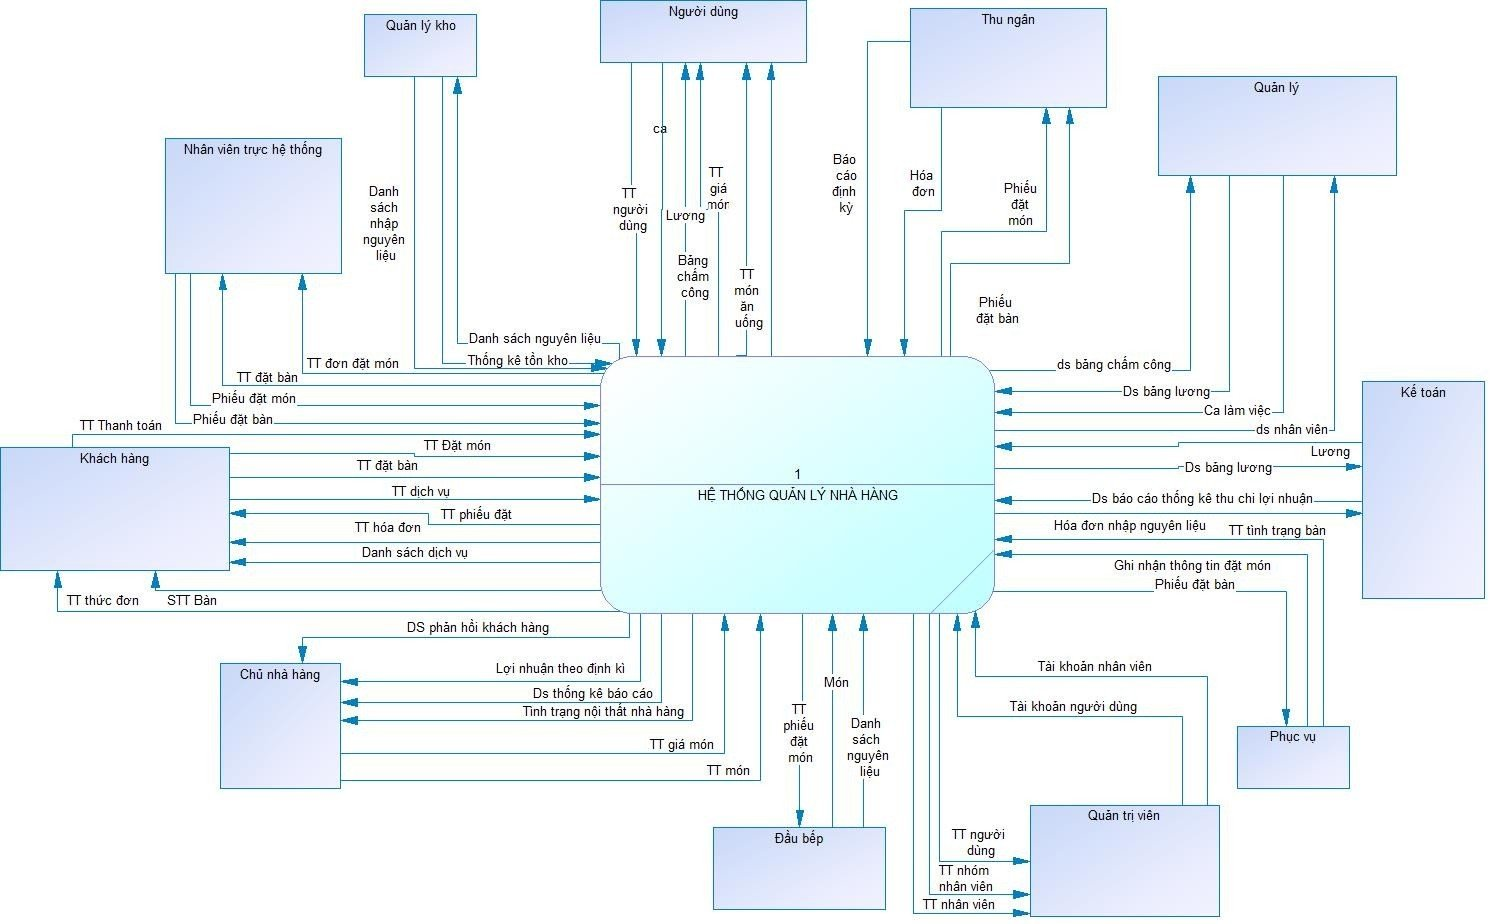 Quản lý kho
Người dùng
Thu ngân
Quản lý
Nhân viên trực hệ thống
Danh
sách
nhập
nguyên
liệu
ca
TT
người
dùng
Lương
TT
giá
món
Bảng
chấm
công
TT
món
ăn
uống
Báo
cáo
định
kỳ
Hóa
đơn
Phiếu
đặt
món
Phiếu
đặt bàn
Danh sách nguyên liệu
Thống kê tồn kho
TT đơn đặt món
TT đặt bàn
Phiếu đặt món
Phiếu đặt bàn
TT Thanh toán
Khách hàng
TT Đặt món
TT đặt bàn
TT dịch vụ
TT phiếu đặt
TT hóa đơn
Danh sách dịch vụ
TT thức đơn
STT Bàn
1
HỆ THỐNG QUẢN LÝ NHÀ HÀNG
ds bảng chấm công
Ds bảng lương
Ca làm việc
ds nhân viên
Kế toán
Lương
Ds bảng lương
Ds báo cáo thống kê thu chi lợi nhuận
Hóa đơn nhập nguyên liệu
TT tình trạng bàn
Ghi nhận thông tin đặt món
Phiếu đặt bàn
DS phản hồi khách hàng
Chủ nhà hàng
Lợi nhuận theo định kì
Ds thống kê báo cáo
Tình trạng nội thất nhà hàng
TT giá món
TT món
TT
phiếu
đặt
món
Món
Danh
sách
nguyên
liệu
Đầu bếp
Tài khoản nhân viên
Tài khoản người dùng
Phục vụ
Quản trị viên
TT người
dùng
TT nhóm
nhân viên
TT nhân viên